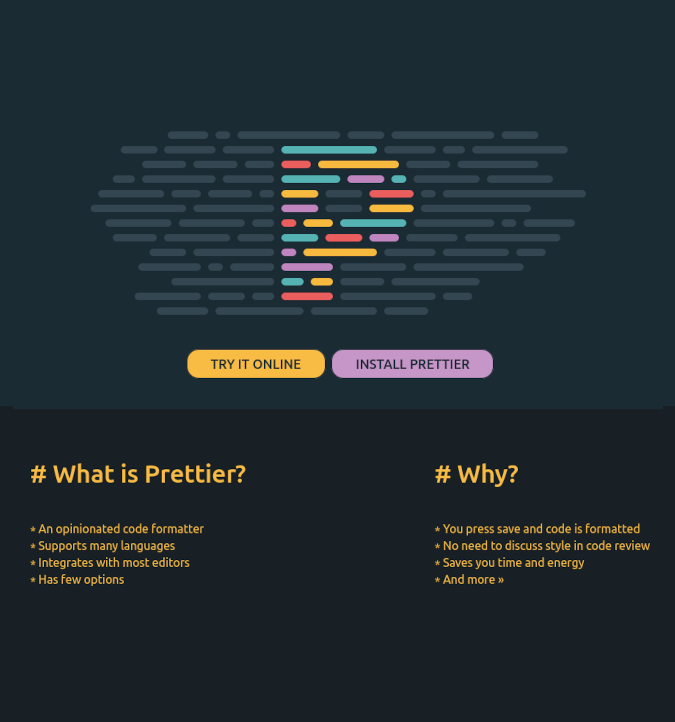 TRY IT ONLINE
INSTALL PRETTIER
# What is Prettier?
* An opinionated code formatter
* Supports many languages
* Integrates with most editors
* Has few options
# Why?
* You press save and code is formatted
* No need to discuss style in code review
* Saves you time and energy
* And more »